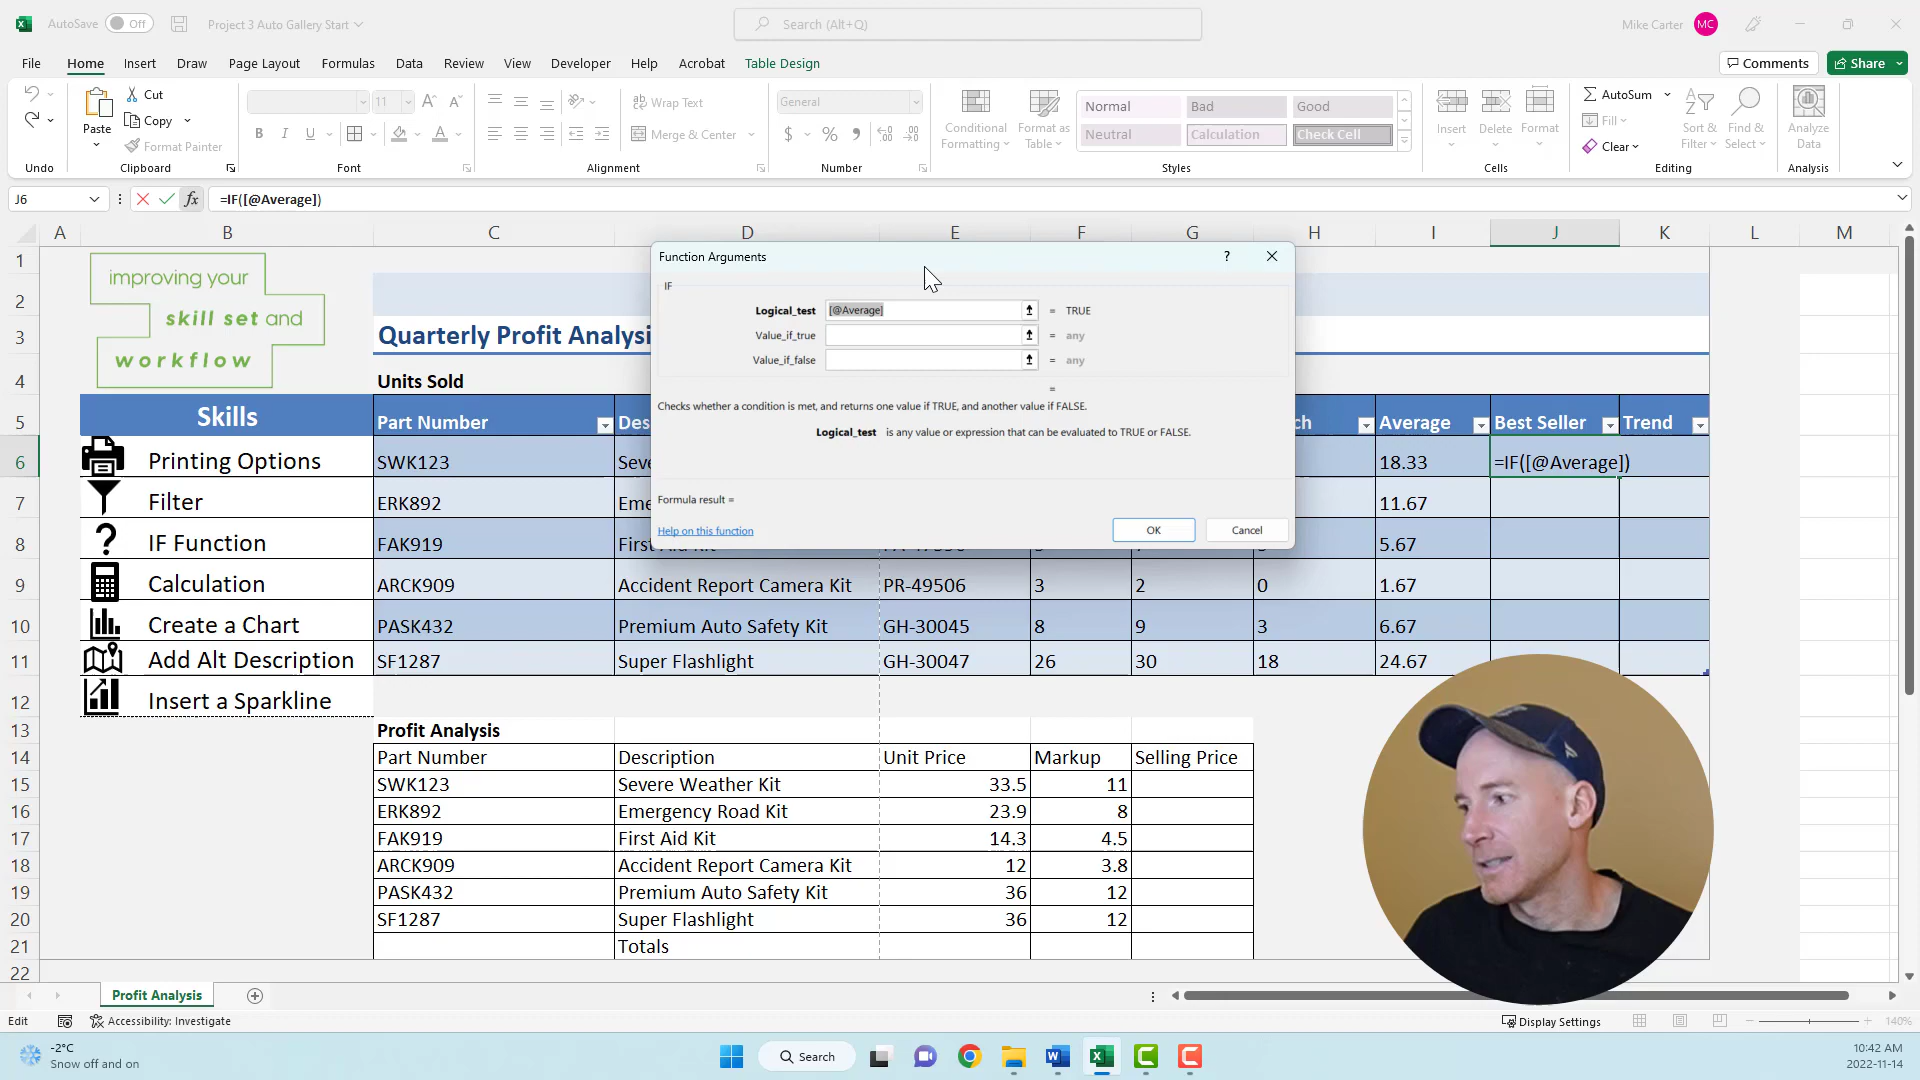 AutoSave Off Project 3 Auto Gallery Start Search (Alt+Q) Mike Carter MC
File Home Insert Draw Page Layout Formulas Data Review View Developer Help Acrobat Table Design Comments Share
Cut
Copy
Format Painter
Paste
11
Wrap Text
Merge & Center
General
Conditional Formatting
Format as Table
Normal Bad Good
Neutral Calculation Check Cell
Insert Delete Format
AutoSum
Fill
Clear
Sort & Filter
Find & Select
Analyze Data
Undo Clipboard Font Alignment Number Styles Cells Editing Analysis
J6 fx =IF([@Average])
A B C D E F G H I J K L M
Function Arguments ?
IF
Logical_test [@Average] = TRUE
Value_if_true = any
Value_if_false = any
=
Checks whether a condition is met, and returns one value if TRUE, and another value if FALSE.
Logical_test is any value or expression that can be evaluated to TRUE or FALSE.
Formula result =
Help on this function OK Cancel
1
improving your
2
skill set and
3 Quarterly Profit Analysi
workflow
4 Units Sold
5 Skills Part Number Des ch Average Best Seller Trend
6 Printing Options SWK123 Seve 18.33 =IF([@Average])
7 Filter ERK892 Eme 11.67
8 IF Function FAK919 First Aid Kit 5.67
9 Calculation ARCK909 Accident Report Camera Kit PR-49506 3 2 0 1.67
10 Create a Chart PASK432 Premium Auto Safety Kit GH-30045 8 9 3 6.67
11 Add Alt Description SF1287 Super Flashlight GH-30047 26 30 18 24.67
12 Insert a Sparkline
13 Profit Analysis
14 Part Number Description Unit Price Markup Selling Price
15 SWK123 Severe Weather Kit 33.5 11
16 ERK892 Emergency Road Kit 23.9 8
17 FAK919 First Aid Kit 14.3 4.5
18 ARCK909 Accident Report Camera Kit 12 3.8
19 PASK432 Premium Auto Safety Kit 36 12
20 SF1287 Super Flashlight 36 12
21 Totals
22
Profit Analysis
Edit Accessibility: Investigate Display Settings 140%
-2°C
Snow off and on
Search
10:42 AM
2022-11-14